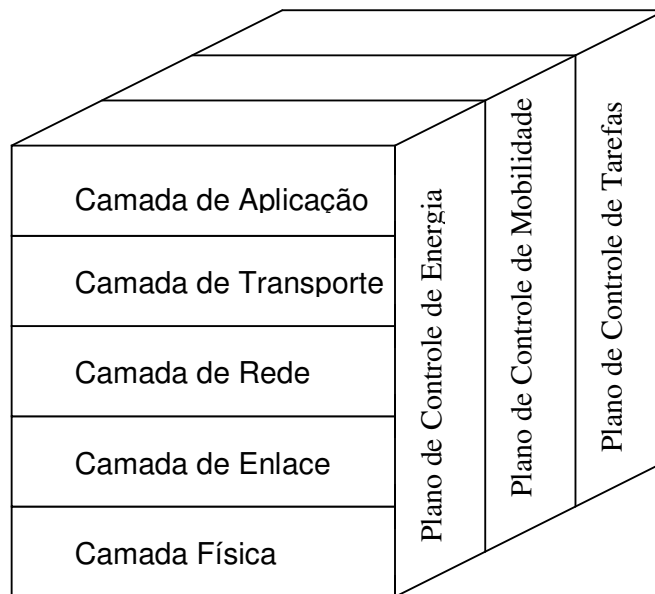 Camada de Aplicação
Camada de Transporte
Camada de Rede
Camada de Enlace
Camada Física
Plano de Controle de Energia
Plano de Controle de Mobilidade
Plano de Controle de Tarefas